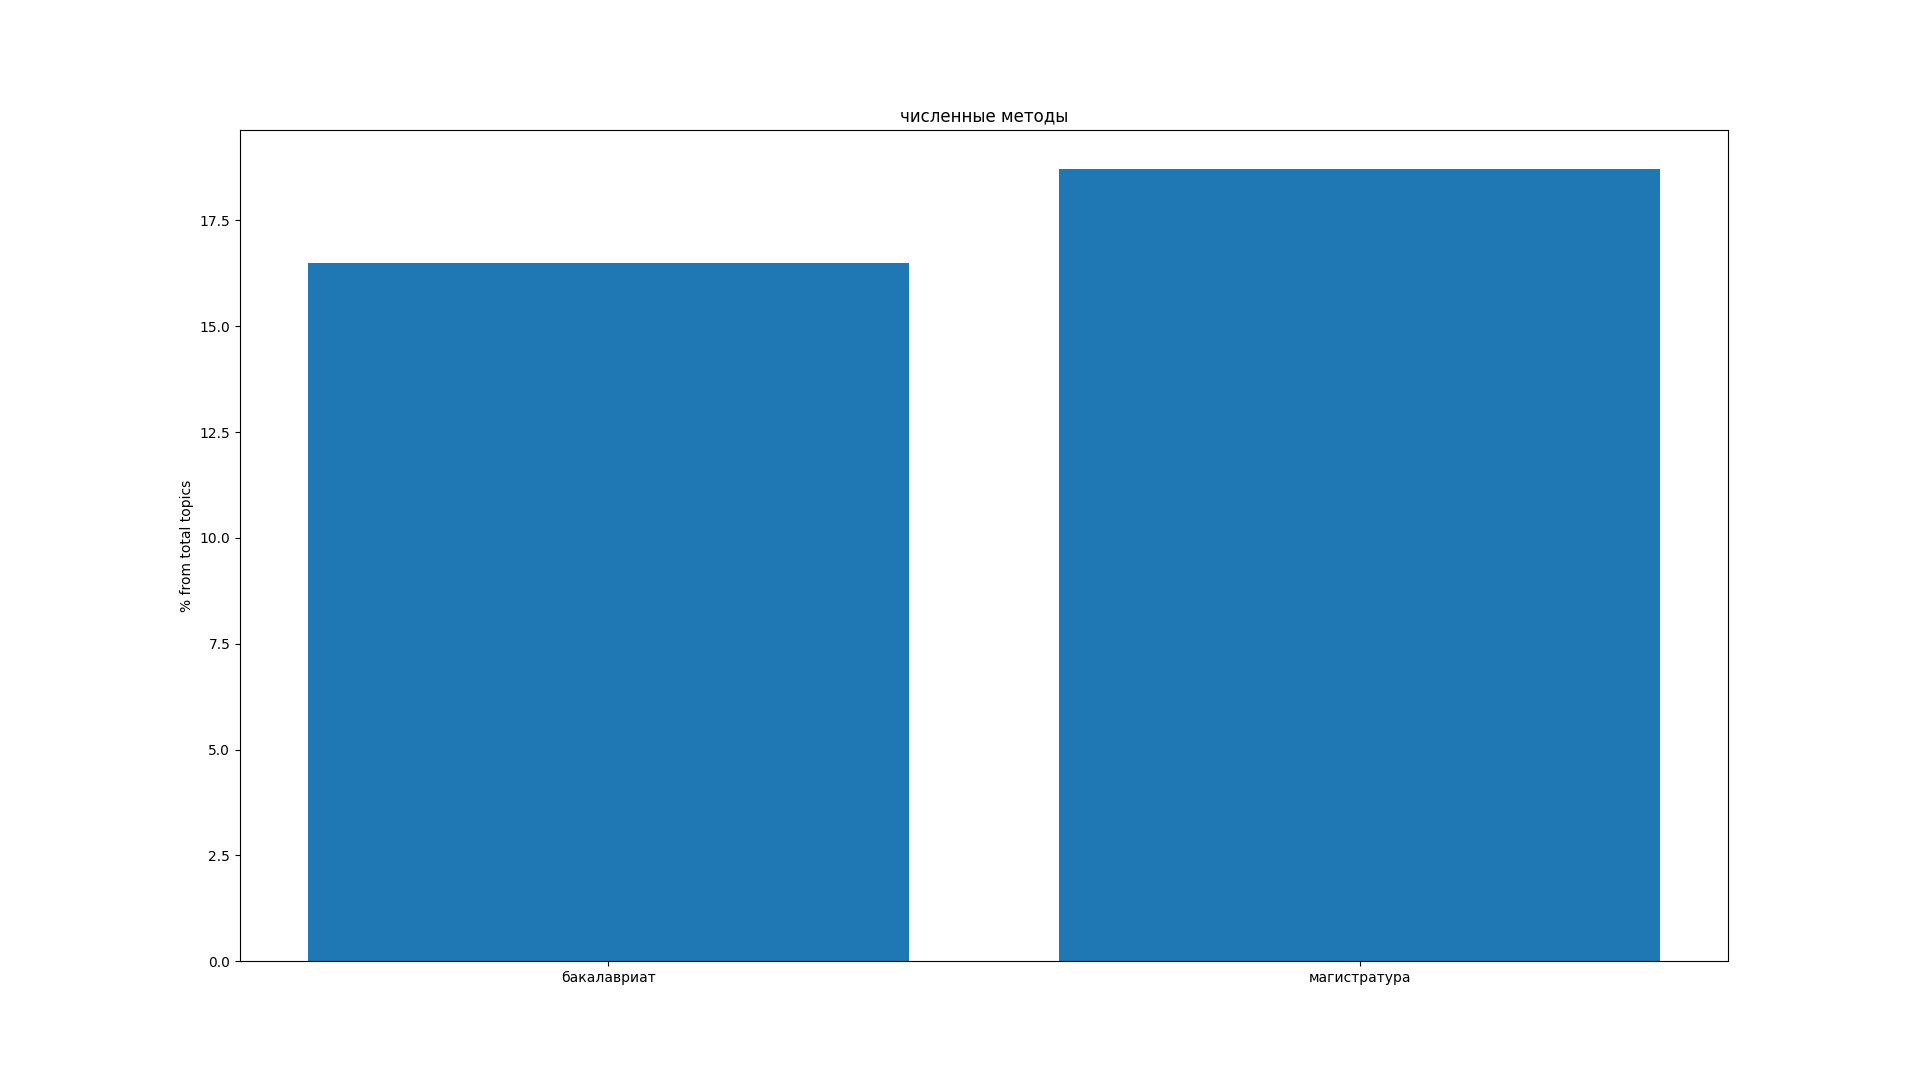 численные методы
% from total topics
17.5
15.0
12.5
10.0
7.5
5.0
2.5
0.0
бакалавриат
магистратура